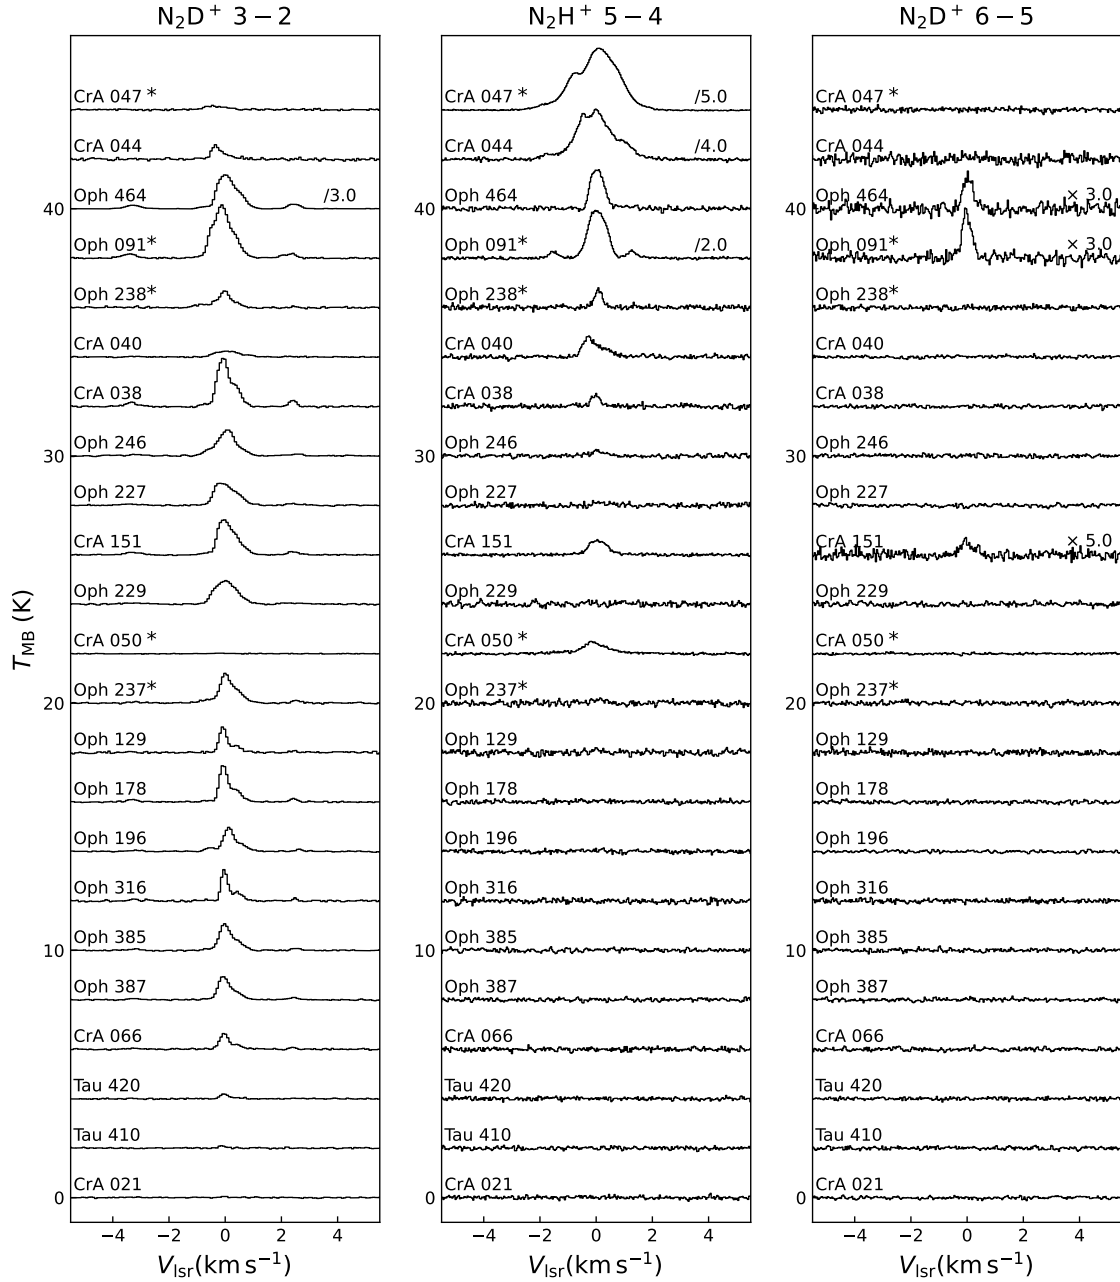 N₂D⁺ 3 − 2
N₂H⁺ 5 − 4
N₂D⁺ 6 − 5
T_MB (K)
CrA 047 *
CrA 044
Oph 464 /3.0
40
Oph 091*
Oph 238*
CrA 040
CrA 038
Oph 246
30
Oph 227
CrA 151
Oph 229
CrA 050 *
Oph 237*
20
Oph 129
Oph 178
Oph 196
Oph 316
Oph 385
10
Oph 387
CrA 066
Tau 420
Tau 410
CrA 021
0
−4 −2 0 2 4
V_lsr(km s⁻¹)
CrA 047 * /5.0
CrA 044 /4.0
Oph 464
40
Oph 091* /2.0
Oph 238*
CrA 040
CrA 038
Oph 246
30
Oph 227
CrA 151
Oph 229
CrA 050 *
Oph 237*
20
Oph 129
Oph 178
Oph 196
Oph 316
Oph 385
10
Oph 387
CrA 066
Tau 420
Tau 410
CrA 021
0
−4 −2 0 2 4
V_lsr(km s⁻¹)
CrA 047 *
CrA 044
Oph 464 × 3.0
40
Oph 091* × 3.0
Oph 238*
CrA 040
CrA 038
Oph 246
30
Oph 227
CrA 151 × 5.0
Oph 229
CrA 050 *
Oph 237*
20
Oph 129
Oph 178
Oph 196
Oph 316
Oph 385
10
Oph 387
CrA 066
Tau 420
Tau 410
CrA 021
0
−4 −2 0 2 4
V_lsr(km s⁻¹)